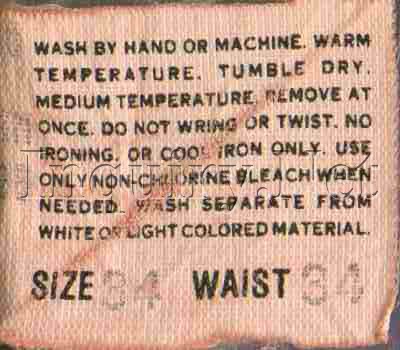 WASH BY HAND OR MACHINE. WARM
TEMPERATURE. TUMBLE DRY.
MEDIUM TEMPERATURE. REMOVE AT
ONCE. DO NOT WRING OR TWIST. NO
IRONING. OR COOL IRON ONLY. USE
ONLY NON-CHLORINE BLEACH WHEN
NEEDED. WASH SEPARATE FROM
WHITE OR LIGHT COLORED MATERIAL.
SIZE 34 WAIST 34